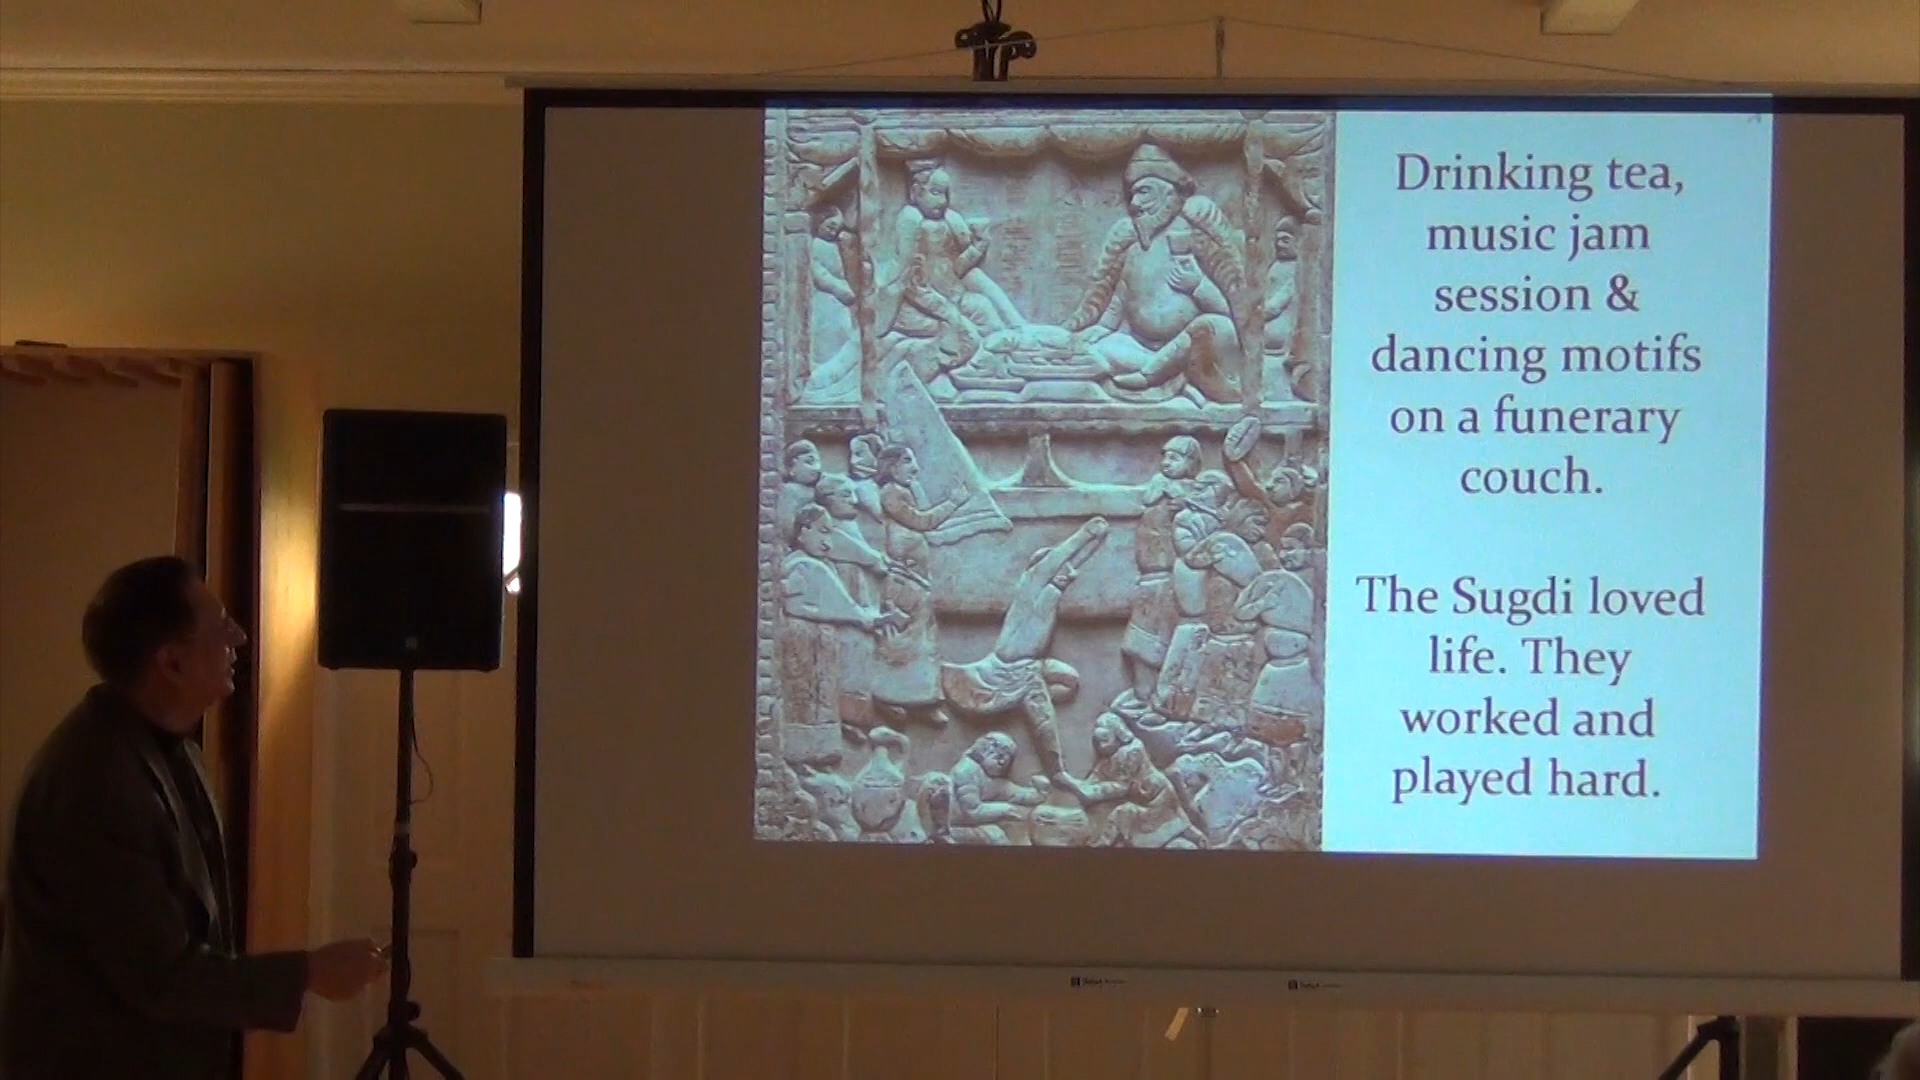 Drinking tea,
music jam
session &
dancing motifs
on a funerary
couch.
The Sugdi loved
life. They
worked and
played hard.